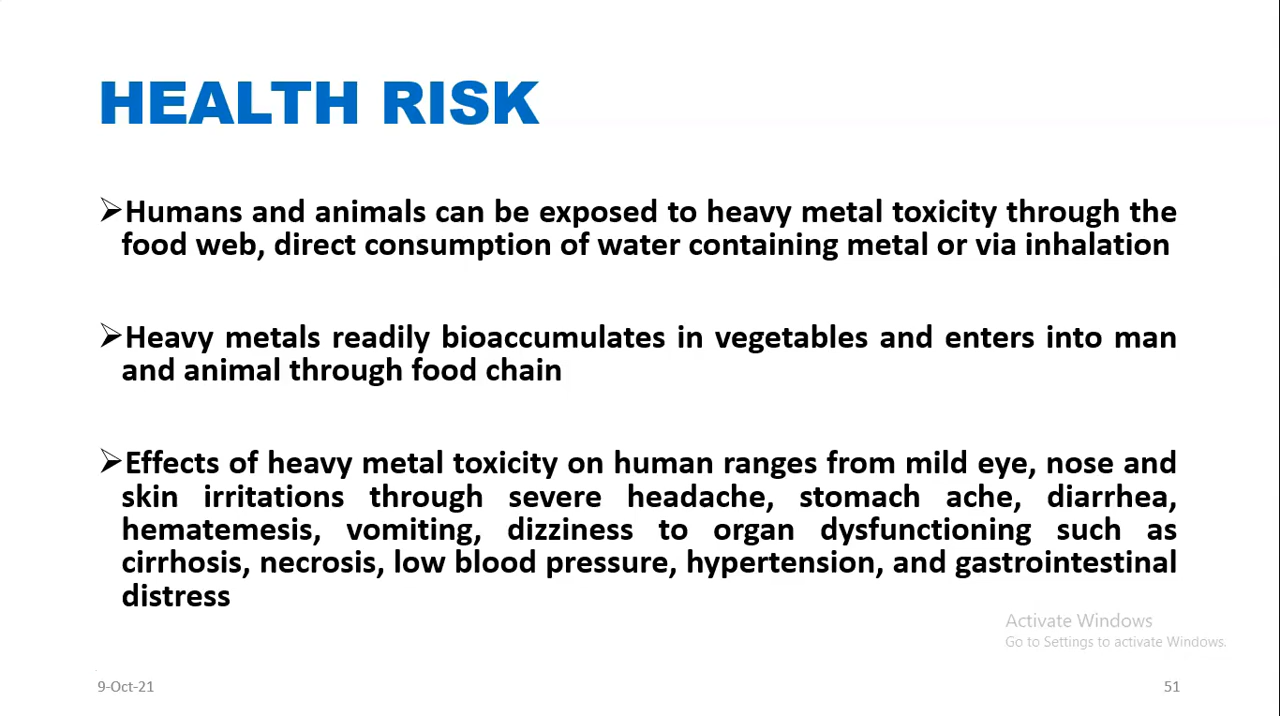 HEALTH RISK
➢Humans and animals can be exposed to heavy metal toxicity through the
food web, direct consumption of water containing metal or via inhalation
➢Heavy metals readily bioaccumulates in vegetables and enters into man
and animal through food chain
➢Effects of heavy metal toxicity on human ranges from mild eye, nose and
skin irritations through severe headache, stomach ache, diarrhea,
hematemesis, vomiting, dizziness to organ dysfunctioning such as
cirrhosis, necrosis, low blood pressure, hypertension, and gastrointestinal
distress
Activate Windows
Go to Settings to activate Windows.
9-Oct-21
51